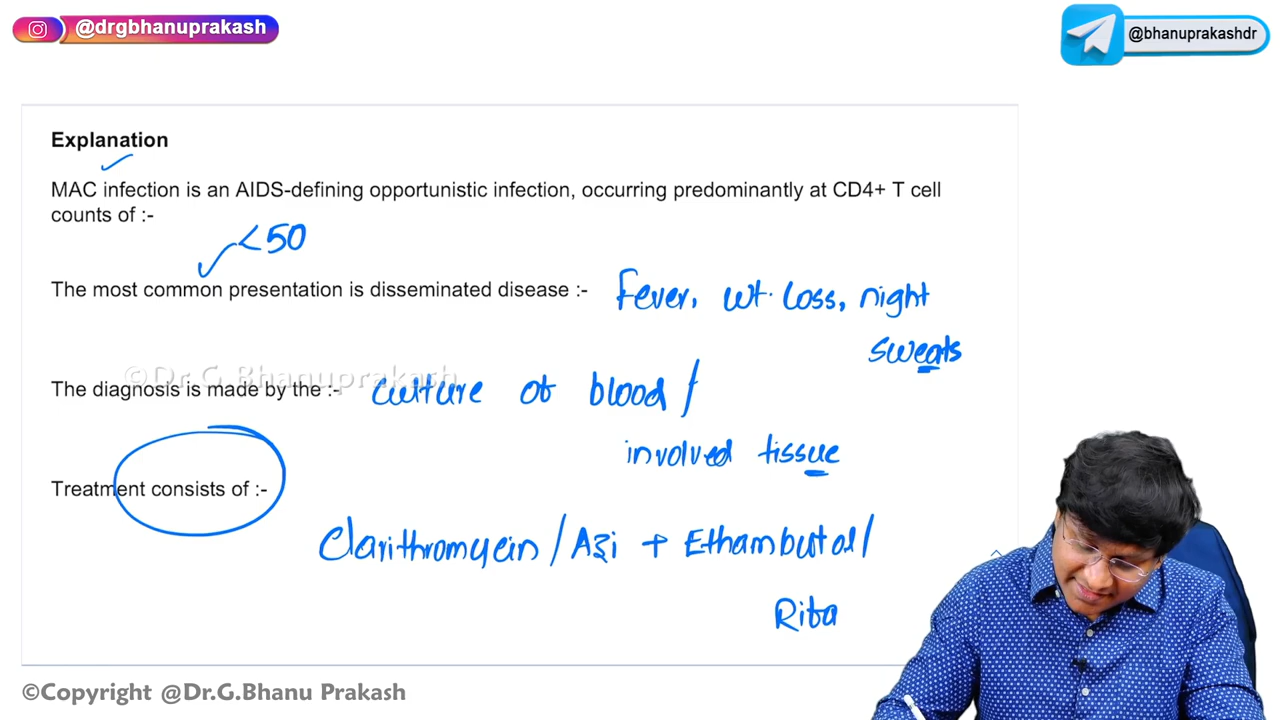 @drgbhanuprakash
@bhanuprakashdr
Explanation
MAC infection is an AIDS-defining opportunistic infection, occurring predominantly at CD4+ T cell
counts of :-
<50
The most common presentation is disseminated disease :- Fever, wt. loss, night
sweats
©Dr.G.Bhanuprakash
The diagnosis is made by the :- culture of blood /
involved tissue
Treatment consists of :-
Clarithromycin / Azi + Ethambutol /
Rifa
©Copyright @Dr.G.Bhanu Prakash